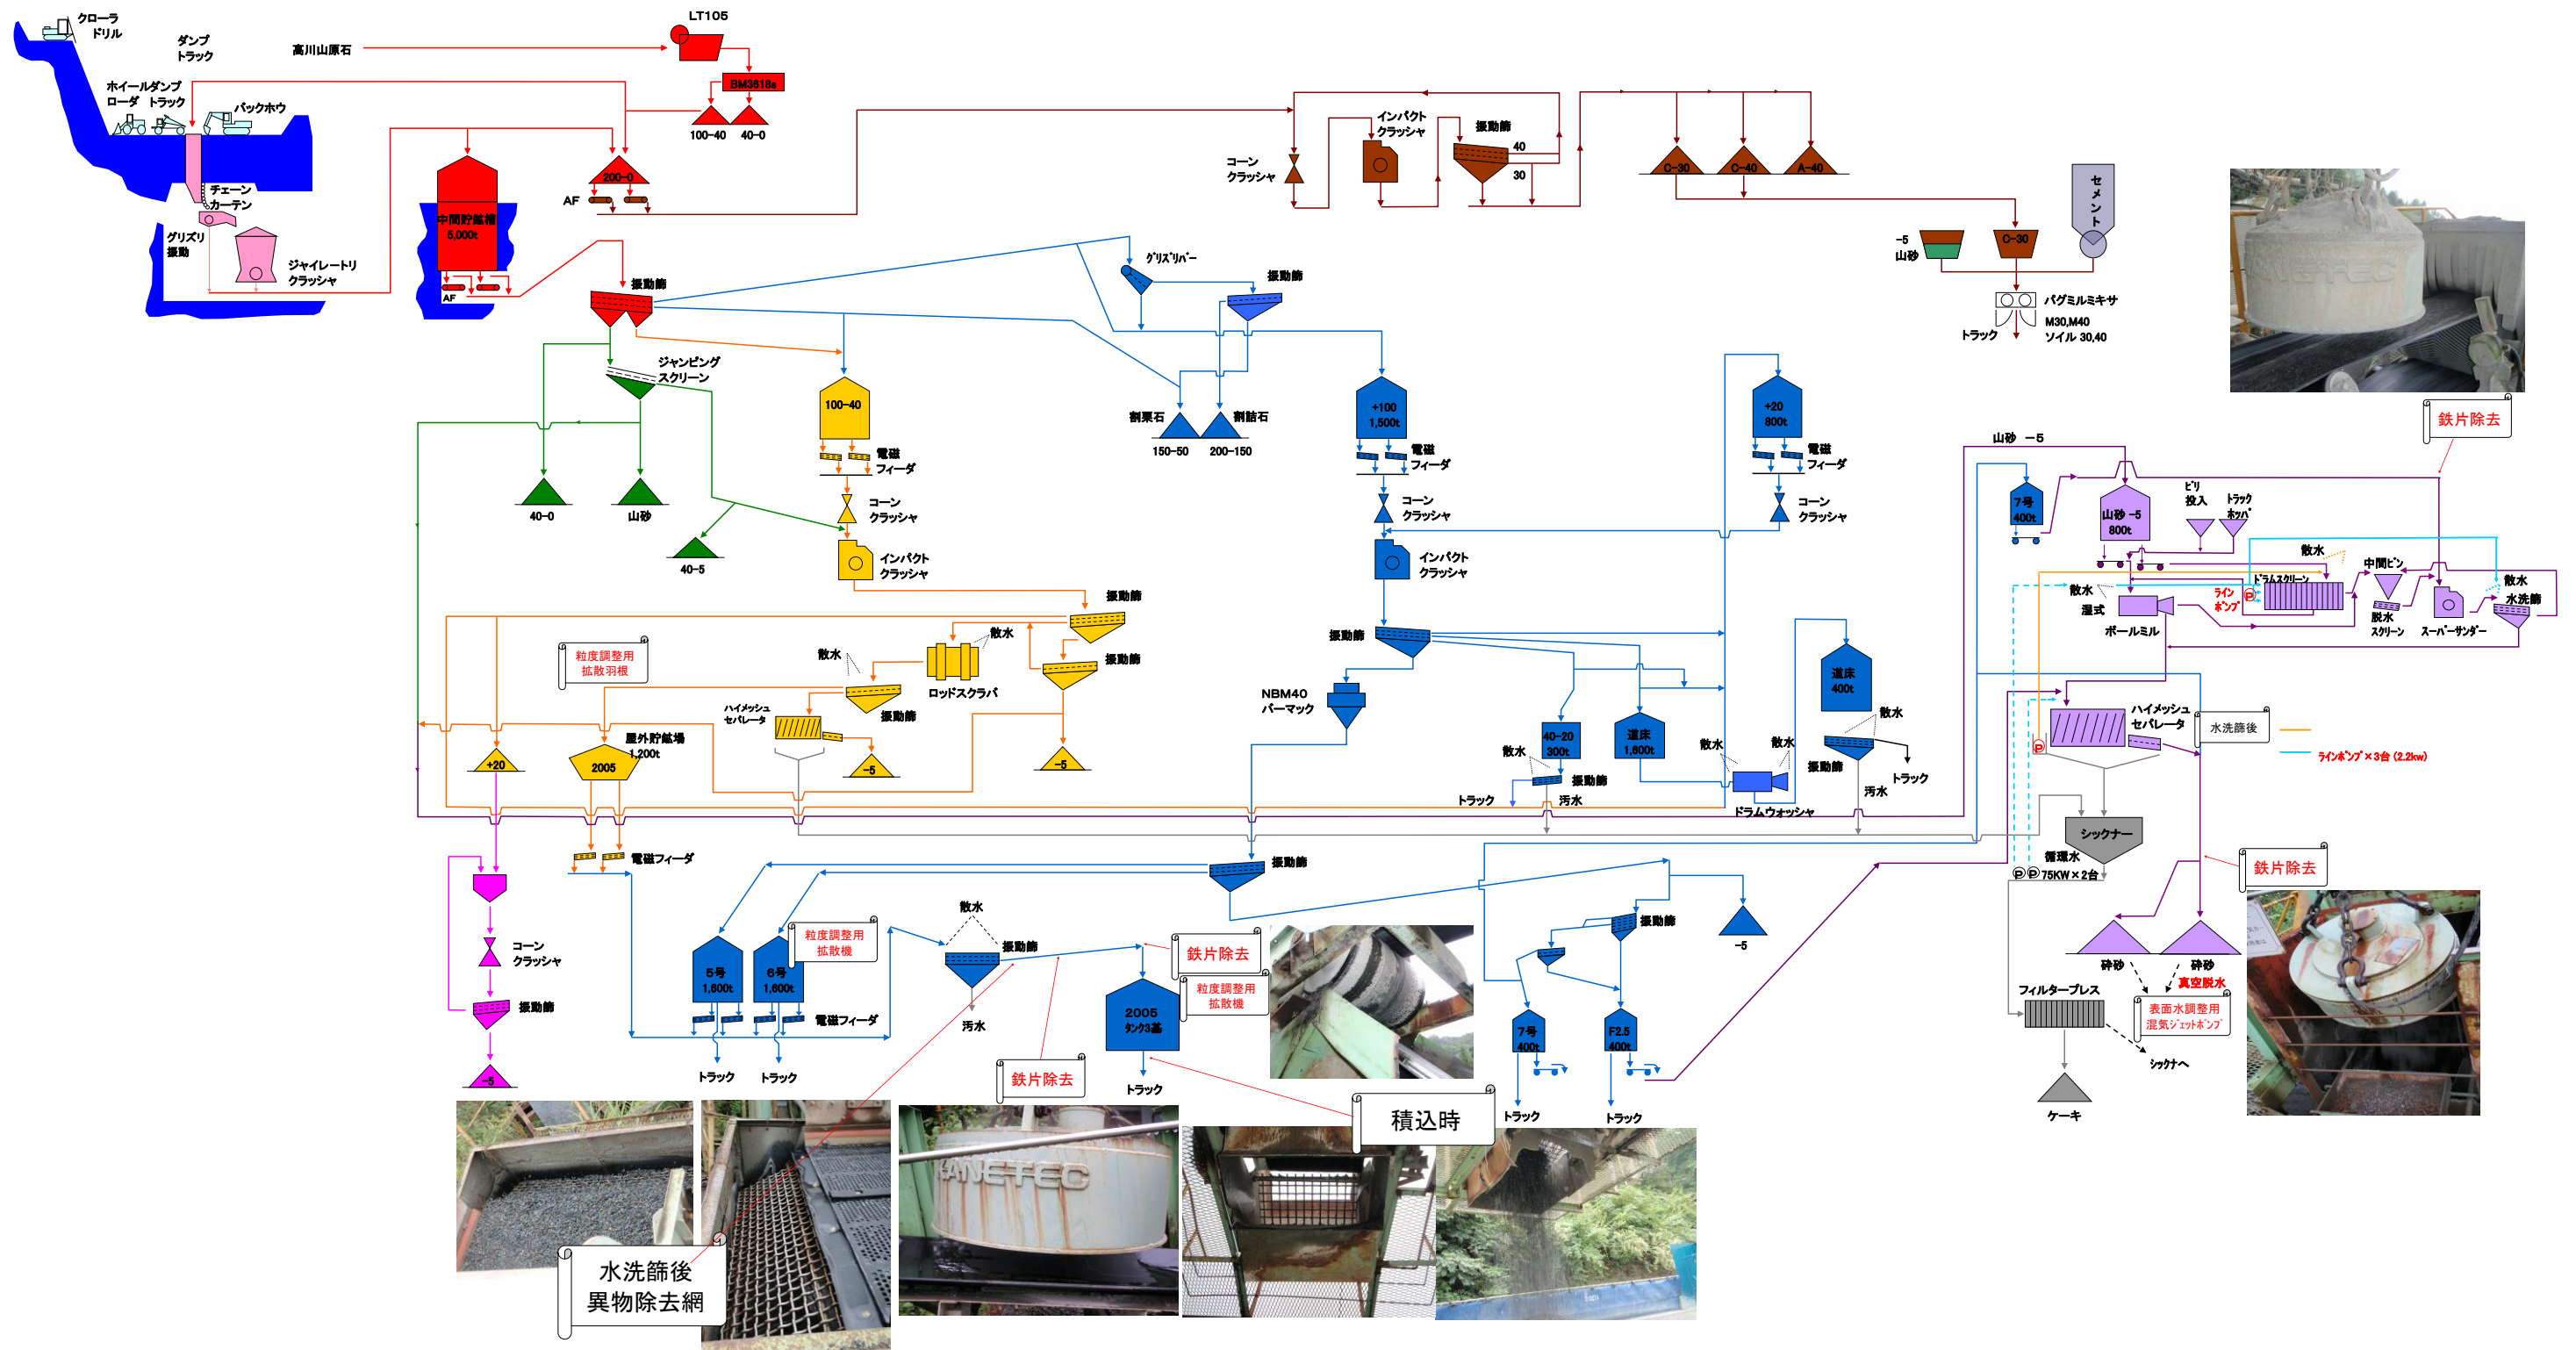 クローラ
ドリル
ダンプ
トラック
高川山原石
LT105
BM3618s
100-40
40-0
ホイール
ローダ
ダンプ
トラック
バックホウ
チェーン
カーテン
グリズリ
振動
ジャイレートリ
クラッシャ
中間貯鉱槽
5,000t
AF
200-0
AF
コーン
クラッシャ
インパクト
クラッシャ
振動篩
40
30
C-30
C-40
A-40
セメント
-5
山砂
C-30
パグミルミキサ
M30,M40
ソイル 30,40
トラック
KANETEC
鉄片除去
振動篩
グリズリバー
振動篩
ジャンピング
スクリーン
割栗石
150-50
割詰石
200-150
40-0
山砂
40-5
100-40
電磁
フィーダ
コーン
クラッシャ
インパクト
クラッシャ
+100
1,500t
電磁
フィーダ
コーン
クラッシャ
インパクト
クラッシャ
+20
800t
電磁
フィーダ
コーン
クラッシャ
山砂 -5
7号
400t
山砂 -5
800t
ビリ
投入
トラック
ホッパ
散水
ドラムスクリーン
中間ビン
散水
湿式
ボールミル
ライン
ポンプ
P
脱水
スクリーン
スーパーサンダー
散水
水洗篩
振動篩
振動篩
散水
ロッドスクラバ
散水
振動篩
ハイメッシュ
セパレータ
-5
-5
粒度調整用
拡散羽根
屋外貯鉱場
1,200t
2005
+20
電磁フィーダ
振動篩
NBM40
バーマック
40-20
300t
散水
振動篩
トラック
汚水
道床
1,600t
散水
散水
ドラムウォッシャ
道床
400t
散水
振動篩
トラック
汚水
ハイメッシュ
セパレータ
P
水洗篩後
ラインポンプ×3台 (2.2kw)
シックナー
循環水
P P 75KW×2台
鉄片除去
砕砂
砕砂
真空脱水
表面水調整用
混気ジェットポンプ
フィルタープレス
シックナへ
ケーキ
コーン
クラッシャ
振動篩
-5
振動篩
5号
1,600t
6号
1,600t
粒度調整用
拡散機
電磁フィーダ
トラック
トラック
散水
振動篩
汚水
鉄片除去
鉄片除去
粒度調整用
拡散機
2005
タンク3基
トラック
振動篩
-5
7号
400t
F2.5
400t
トラック
トラック
積込時
KANETEC
水洗篩後
異物除去網